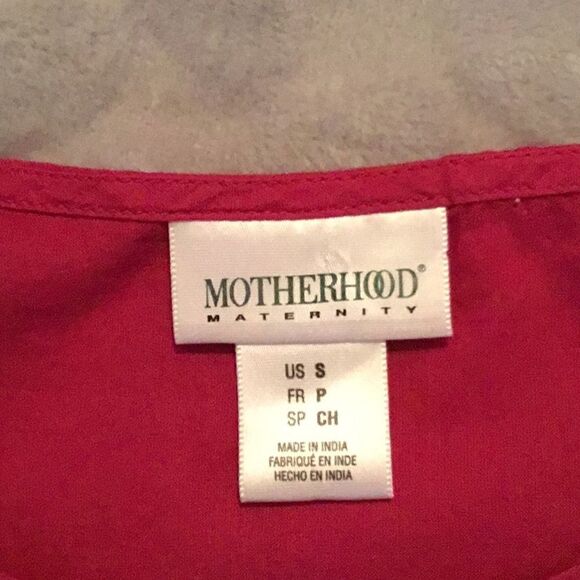 MOTHERHOOD®
MATERNITY
US S
FR P
SP CH
MADE IN INDIA
FABRIQUÉ EN INDE
HECHO EN INDIA